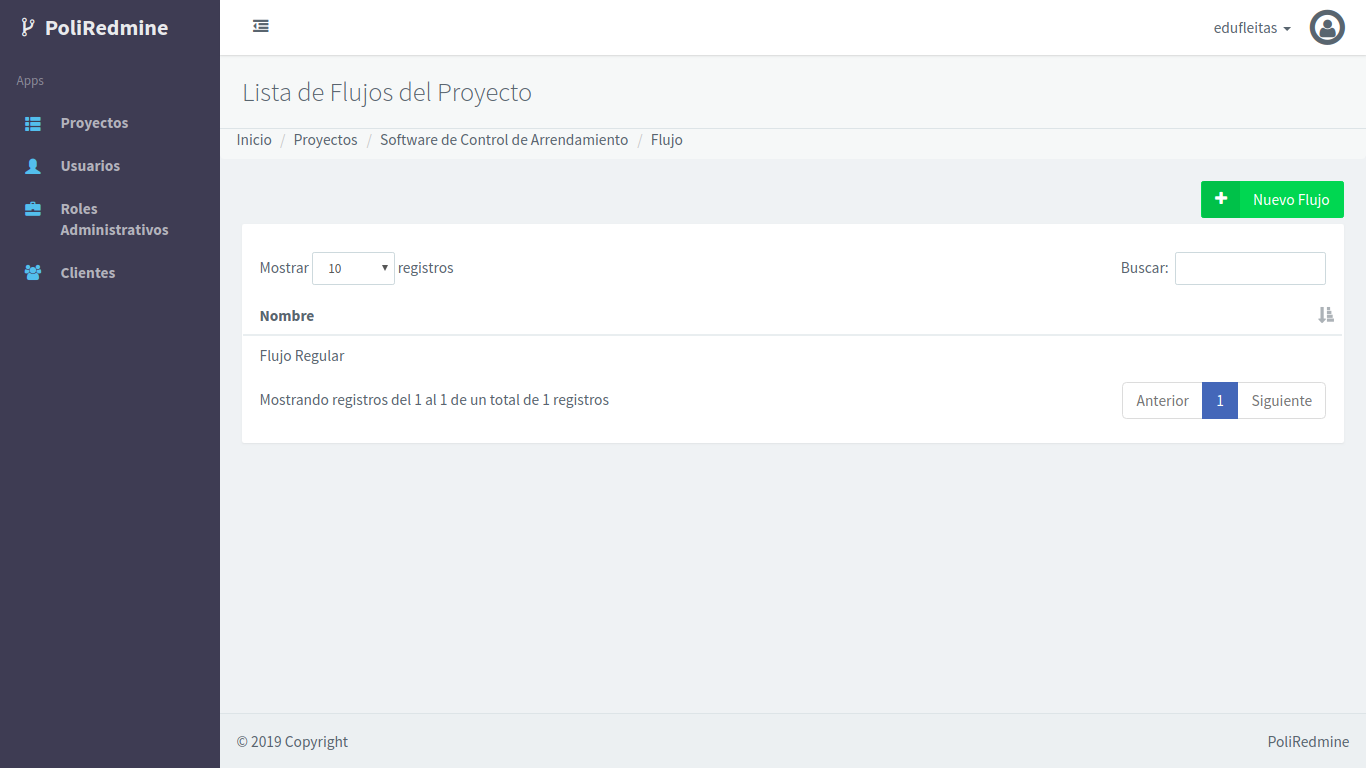 PoliRedmine
edufleitas
Apps
Proyectos
Usuarios
Roles
Administrativos
Clientes
Lista de Flujos del Proyecto
Inicio / Proyectos / Software de Control de Arrendamiento / Flujo
Nuevo Flujo
Mostrar 10 registros
Buscar:
Nombre
Flujo Regular
Mostrando registros del 1 al 1 de un total de 1 registros
Anterior 1 Siguiente
© 2019 Copyright
PoliRedmine